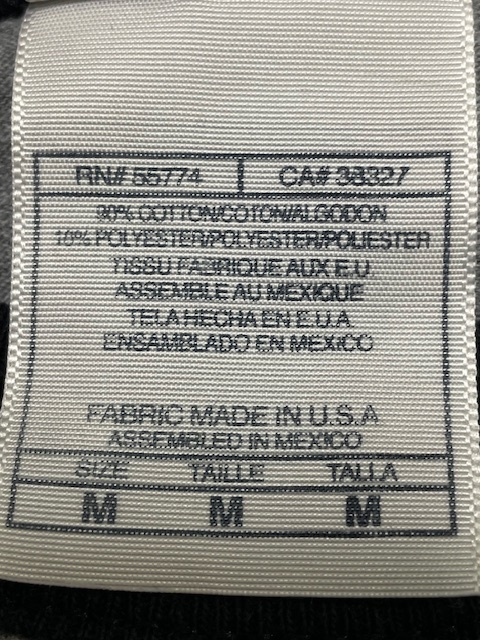 RN# 55774 CA# 38327
90% COTTON/COTON/ALGODON
10% POLYESTER/POLYESTER/POLIESTER
TISSU FABRIQUE AUX E.U.
ASSEMBLE AU MEXIQUE
TELA HECHA EN E.U.A
ENSAMBLADO EN MEXICO
FABRIC MADE IN U.S.A
ASSEMBLED IN MEXICO
SIZE TAILLE TALLA
M M M